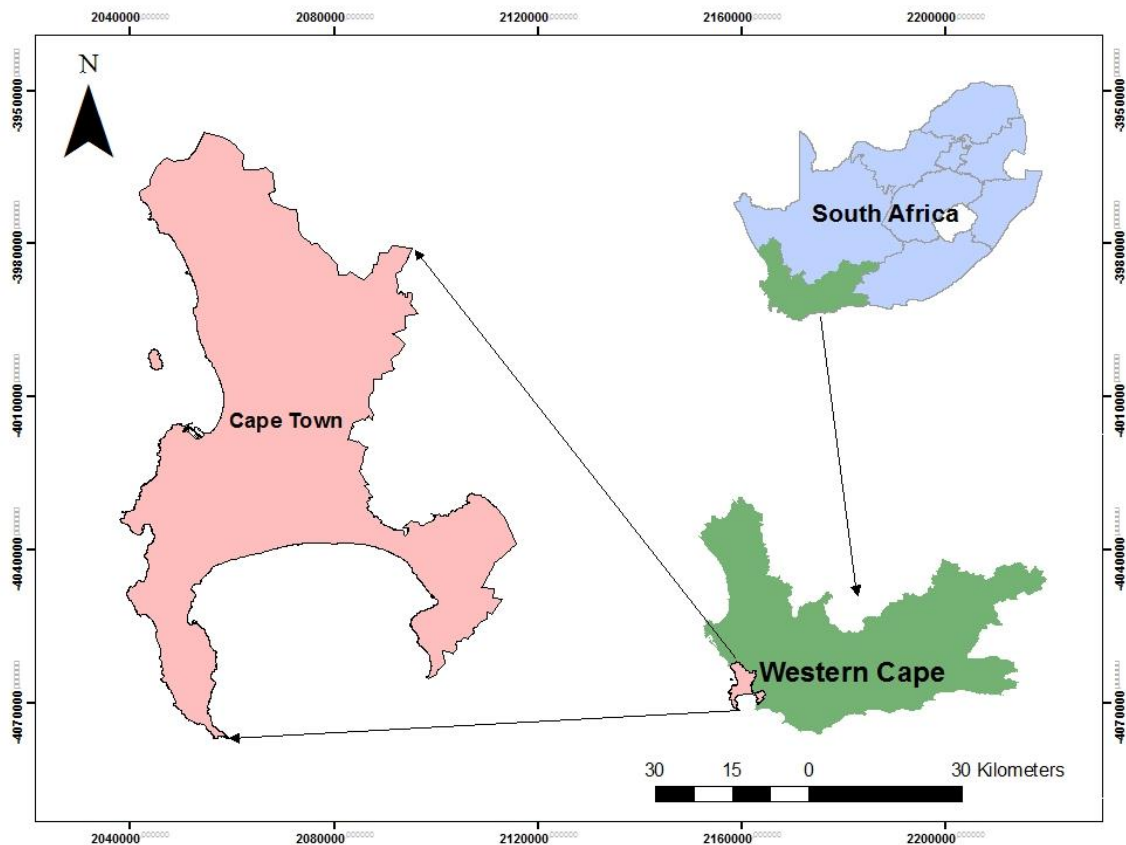 2040000 2080000 2120000 2160000 2200000
N
-3950000 -3950000
South Africa
-3980000 -3980000
-4010000 -4010000
Cape Town
-4040000 -4040000
Western Cape
-4070000 -4070000
30 15 0 30 Kilometers
2040000 2080000 2120000 2160000 2200000